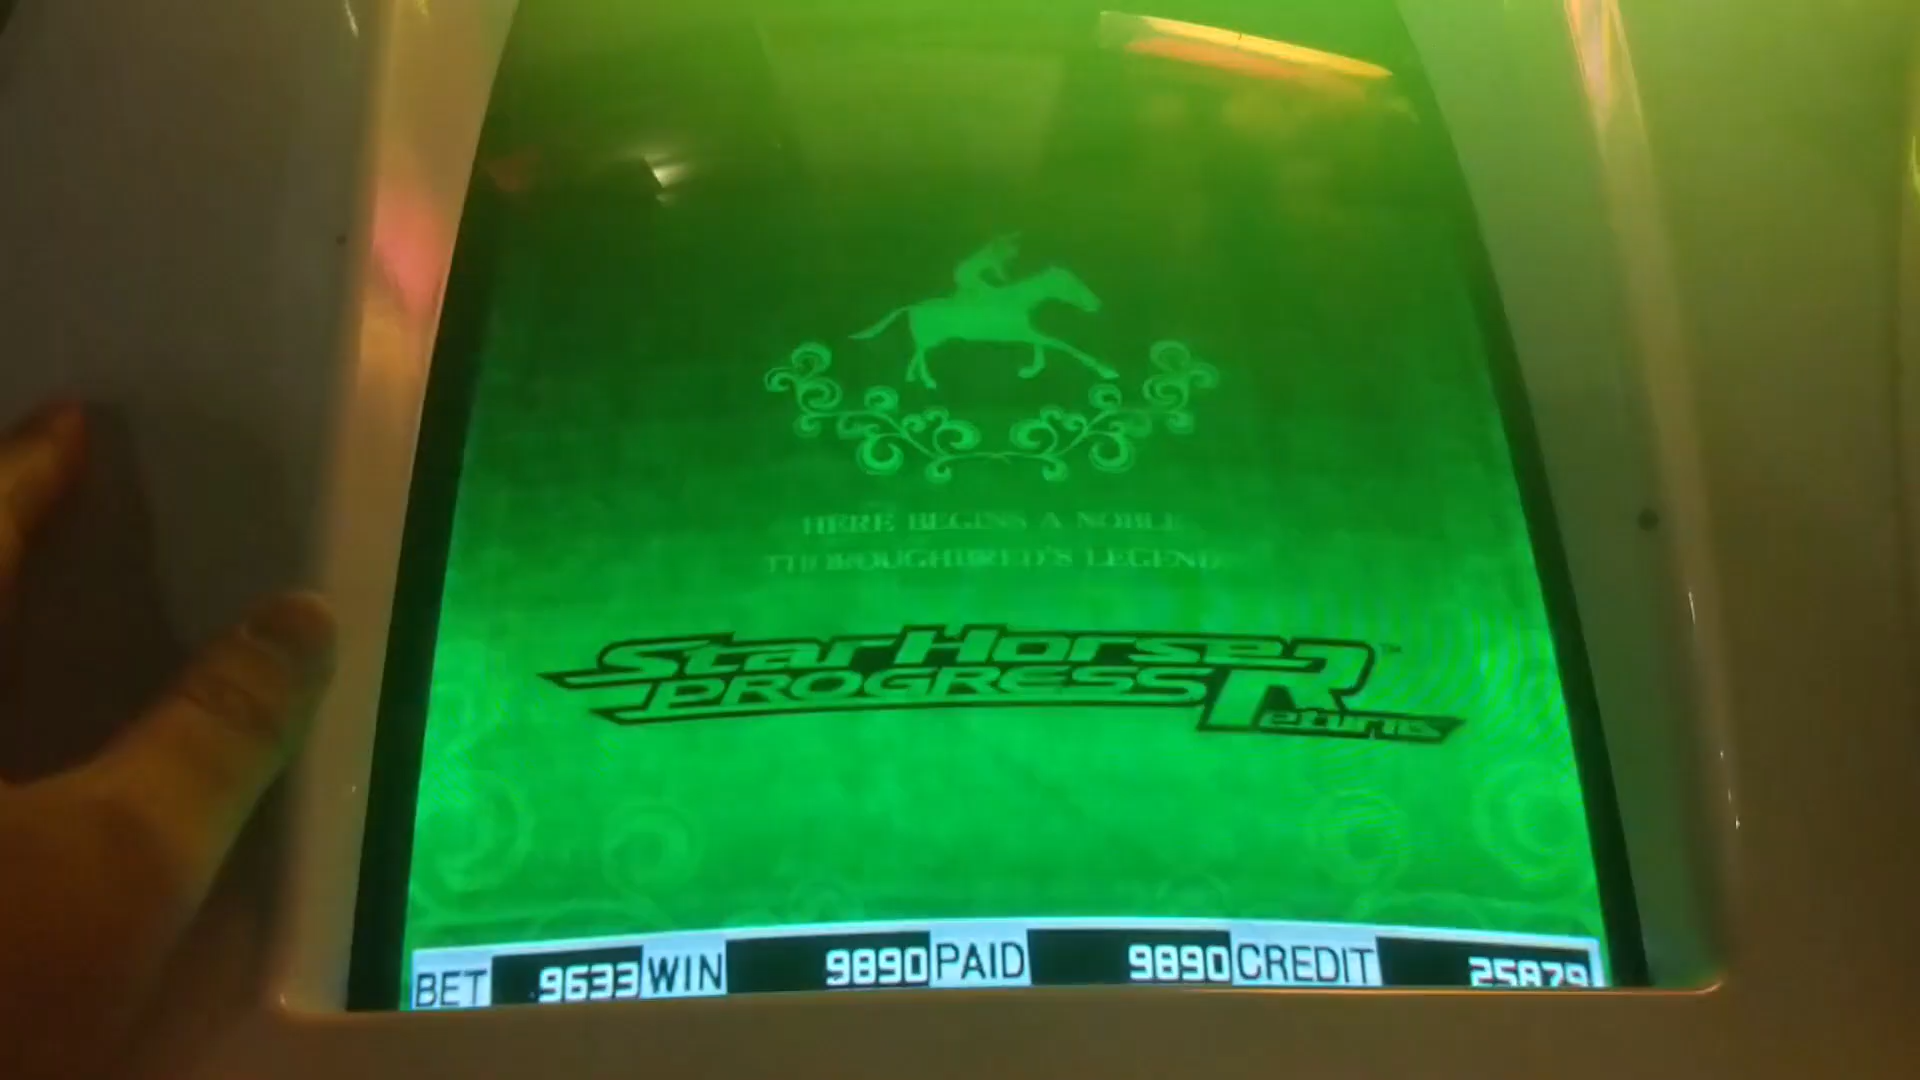 HERE BEGINS A NOBLE
THOROUGHBRED'S LEGEND
StarHorse
PROGRESS Returns
BET 9633 WIN 9890 PAID 9890 CREDIT 25879